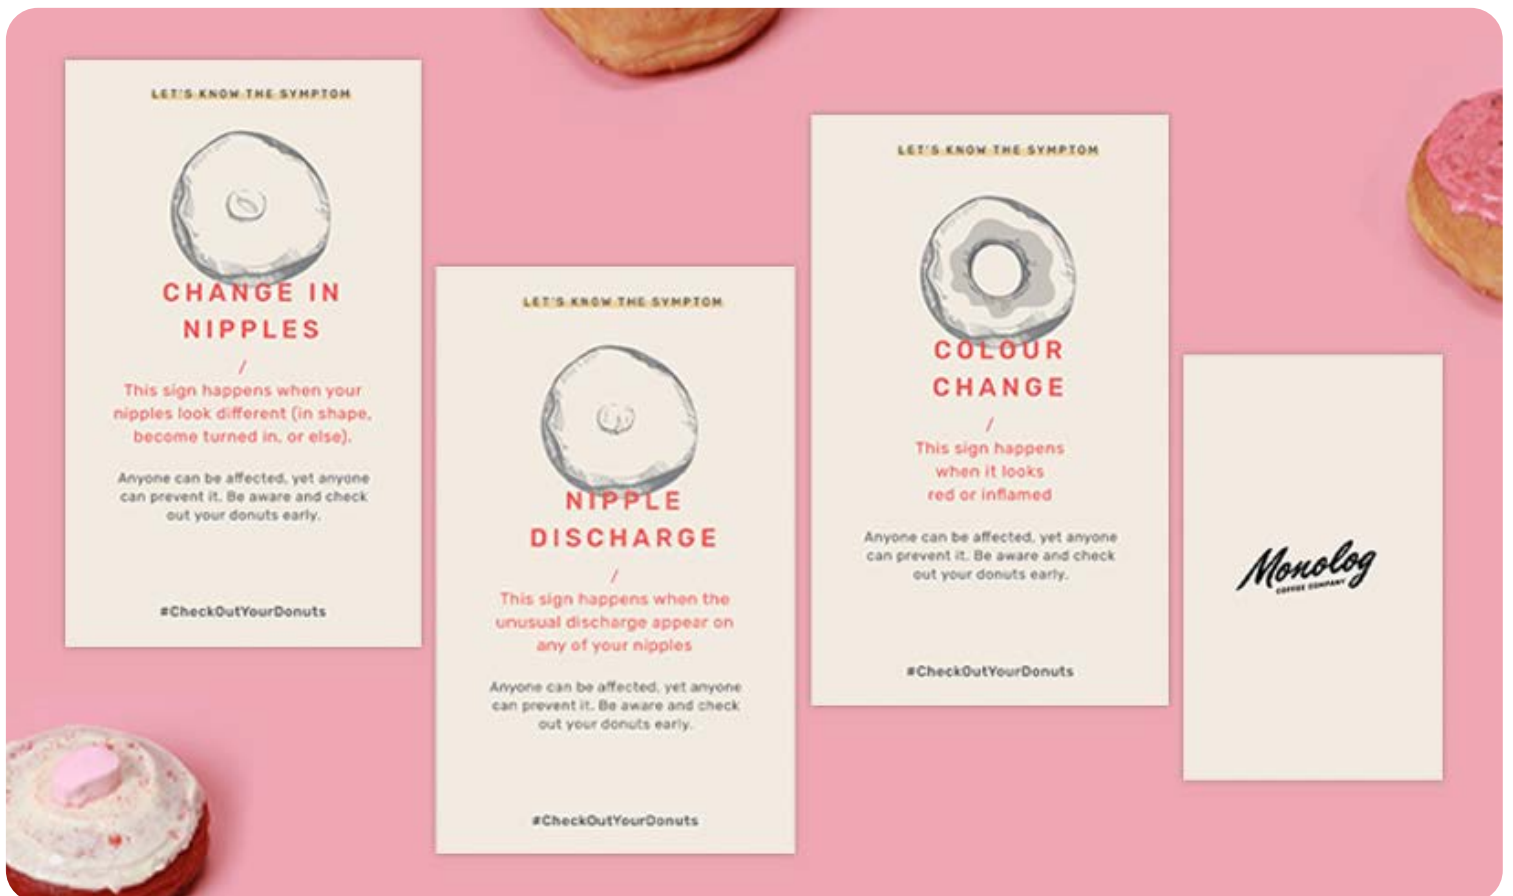 LET'S KNOW THE SYMPTOM
CHANGE IN
NIPPLES
/
This sign happens when your
nipples look different (in shape,
become turned in, or else).
Anyone can be affected, yet anyone
can prevent it. Be aware and check
out your donuts early.
#CheckOutYourDonuts
LET'S KNOW THE SYMPTOM
NIPPLE
DISCHARGE
/
This sign happens when the
unusual discharge appear on
any of your nipples
Anyone can be affected, yet anyone
can prevent it. Be aware and check
out your donuts early.
#CheckOutYourDonuts
LET'S KNOW THE SYMPTOM
COLOUR
CHANGE
/
This sign happens
when it looks
red or inflamed
Anyone can be affected, yet anyone
can prevent it. Be aware and check
out your donuts early.
#CheckOutYourDonuts
Monolog
COFFEE COMPANY